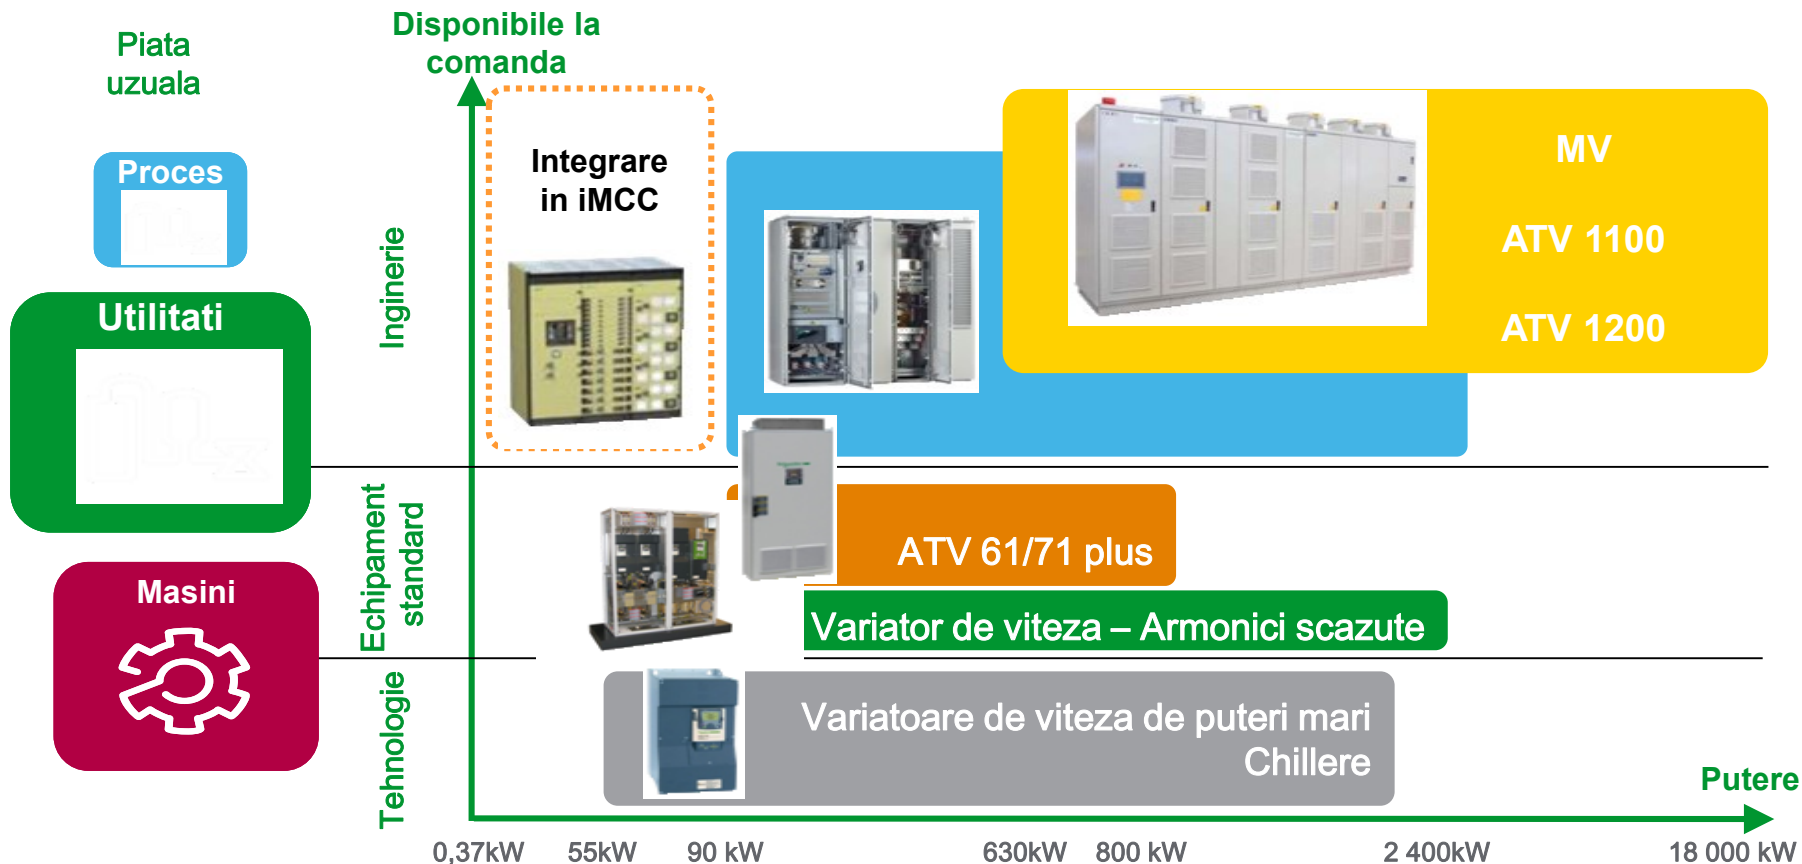 Piata
uzuala
Disponibile la
comanda
Proces
Utilitati
Masini
Inginerie
Echipament
standard
Tehnologie
Integrare
in iMCC
MV
ATV 1100
ATV 1200
ATV 61/71 plus
Variator de viteza – Armonici scazute
Variatoare de viteza de puteri mari
Chillere
Putere
0,37kW 55kW 90 kW 630kW 800 kW 2 400kW 18 000 kW